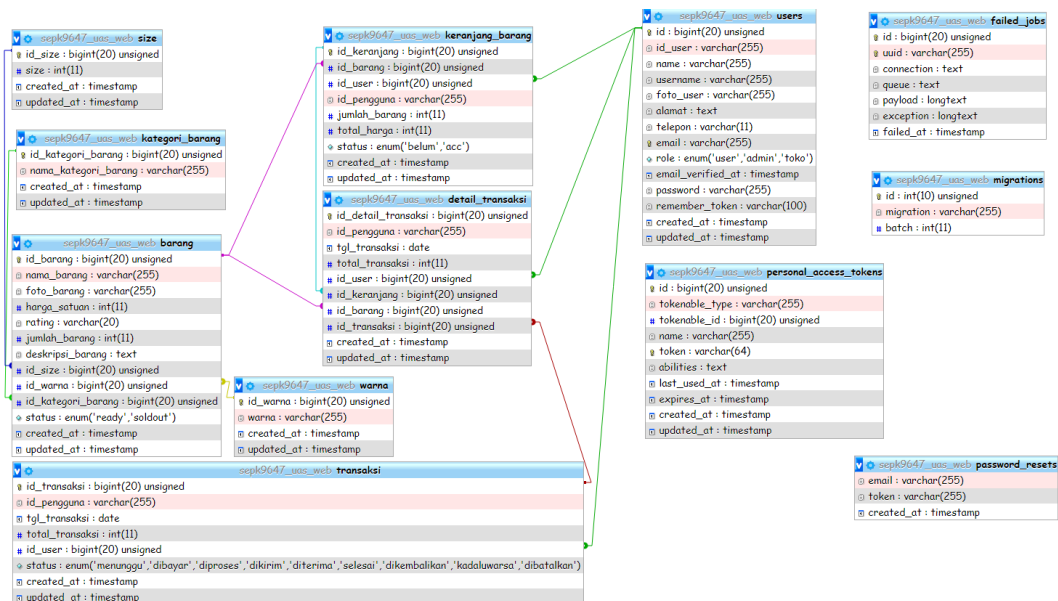 sepk9647_uas_web size
id_size : bigint(20) unsigned
size : int(11)
created_at : timestamp
updated_at : timestamp
sepk9647_uas_web kategori_barang
id_kategori_barang : bigint(20) unsigned
nama_kategori_barang : varchar(255)
created_at : timestamp
updated_at : timestamp
sepk9647_uas_web barang
id_barang : bigint(20) unsigned
nama_barang : varchar(255)
foto_barang : varchar(255)
harga_satuan : int(11)
rating : varchar(20)
jumlah_barang : int(11)
deskripsi_barang : text
id_size : bigint(20) unsigned
id_warna : bigint(20) unsigned
id_kategori_barang : bigint(20) unsigned
status : enum('ready','soldout')
created_at : timestamp
updated_at : timestamp
sepk9647_uas_web warna
id_warna : bigint(20) unsigned
warna : varchar(255)
created_at : timestamp
updated_at : timestamp
sepk9647_uas_web transaksi
id_transaksi : bigint(20) unsigned
id_pengguna : varchar(255)
tgl_transaksi : date
total_transaksi : int(11)
id_user : bigint(20) unsigned
status : enum('menunggu','dibayar','diproses','dikirim','diterima','selesai','dikembalikan','kadaluwarsa','dibatalkan')
created_at : timestamp
updated_at : timestamp
sepk9647_uas_web keranjang_barang
id_keranjang : bigint(20) unsigned
id_barang : bigint(20) unsigned
id_user : bigint(20) unsigned
id_pengguna : varchar(255)
jumlah_barang : int(11)
total_harga : int(11)
status : enum('belum','acc')
created_at : timestamp
updated_at : timestamp
sepk9647_uas_web detail_transaksi
id_detail_transaksi : bigint(20) unsigned
id_pengguna : varchar(255)
tgl_transaksi : date
total_transaksi : int(11)
id_user : bigint(20) unsigned
id_keranjang : bigint(20) unsigned
id_barang : bigint(20) unsigned
id_transaksi : bigint(20) unsigned
created_at : timestamp
updated_at : timestamp
sepk9647_uas_web users
id : bigint(20) unsigned
id_user : varchar(255)
name : varchar(255)
username : varchar(255)
foto_user : varchar(255)
alamat : text
telepon : varchar(11)
email : varchar(255)
role : enum('user','admin','toko')
email_verified_at : timestamp
password : varchar(255)
remember_token : varchar(100)
created_at : timestamp
updated_at : timestamp
sepk9647_uas_web personal_access_tokens
id : bigint(20) unsigned
tokenable_type : varchar(255)
tokenable_id : bigint(20) unsigned
name : varchar(255)
token : varchar(64)
abilities : text
last_used_at : timestamp
expires_at : timestamp
created_at : timestamp
updated_at : timestamp
sepk9647_uas_web failed_jobs
id : bigint(20) unsigned
uuid : varchar(255)
connection : text
queue : text
payload : longtext
exception : longtext
failed_at : timestamp
sepk9647_uas_web migrations
id : int(10) unsigned
migration : varchar(255)
batch : int(11)
sepk9647_uas_web password_resets
email : varchar(255)
token : varchar(255)
created_at : timestamp